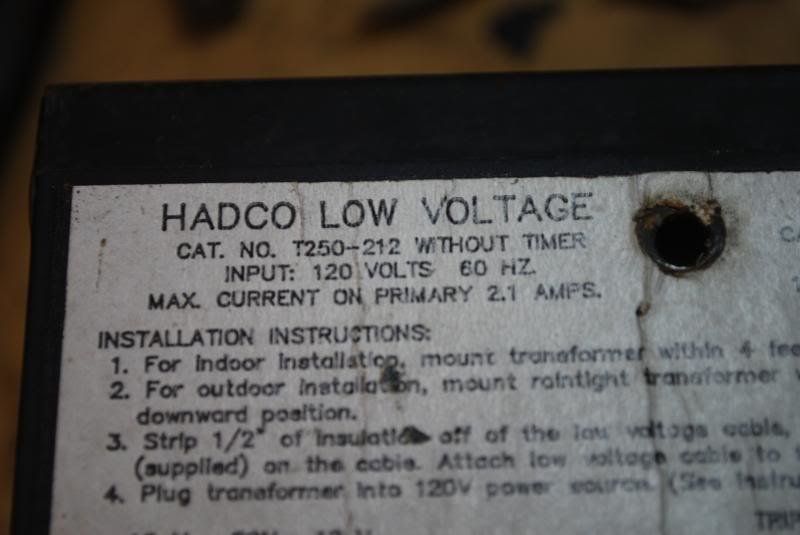 HADCO LOW VOLTAGE
CAT. NO. T250-212 WITHOUT TIMER
INPUT: 120 VOLTS 60 HZ.
MAX. CURRENT ON PRIMARY 2.1 AMPS.
INSTALLATION INSTRUCTIONS:
1. For indoor installation, mount transformer within 4 fee
2. For outdoor installation, mount raintight transformer
downward position.
3. Strip 1/2" of insulation off of the low voltage cable,
(supplied) on the cable. Attach low voltage cable to
4. Plug transformer into 120V power source. (See Instru